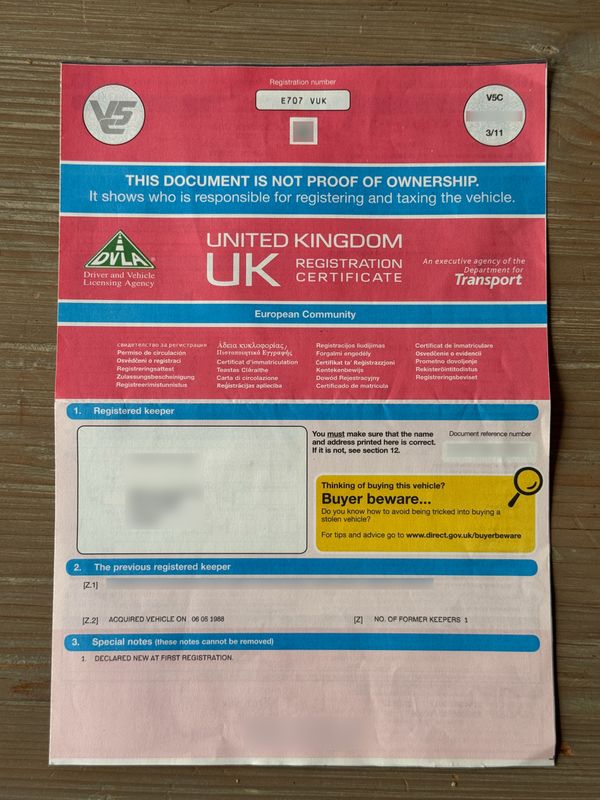 Registration number
E707 VUK
V5C
V5C
3/11
THIS DOCUMENT IS NOT PROOF OF OWNERSHIP.
It shows who is responsible for registering and taxing the vehicle.
DVLA
Driver and Vehicle
Licensing Agency
UNITED KINGDOM
UK REGISTRATION
CERTIFICATE
An executive agency of the
Department for
Transport
European Community
свидетелство за регистрация
Permiso de circulación
Osvědčení o registraci
Registreringsattest
Zulassungsbescheinigung
Registreerimistunnistus
Άδεια κυκλοφορίας/
Πιστοποιητικό Εγγραφής
Certificat d'immatriculation
Teastas Cláraithe
Carta di circolazione
Reģistrācijas apliecība
Registracijos liudijimas
Forgalmi engedély
Ċertifikat ta' Reġistrazzjoni
Kentekenbewijs
Dowód Rejestracyjny
Certificado de matrícula
Certificat de înmatriculare
Osvedčenie o evidencii
Prometno dovoljenje
Rekisteröintitodistus
Registreringsbeviset
1. Registered keeper
You must make sure that the name
and address printed here is correct.
If it is not, see section 12.
Document reference number
Thinking of buying this vehicle?
Buyer beware...
Do you know how to avoid being tricked into buying a
stolen vehicle?
For tips and advice go to www.direct.gov.uk/buyerbeware
2. The previous registered keeper
[Z.1]
[Z.2] ACQUIRED VEHICLE ON 06 05 1988
[Z] NO. OF FORMER KEEPERS 1
3. Special notes (these notes cannot be removed)
1. DECLARED NEW AT FIRST REGISTRATION.